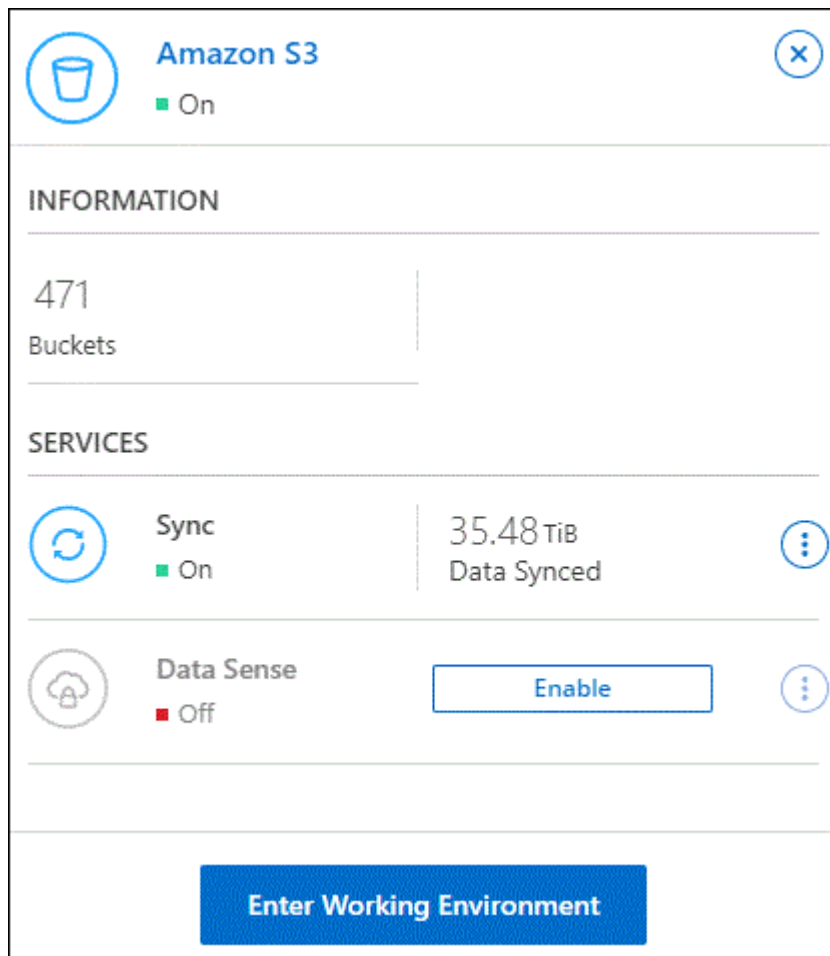 Amazon S3
On
INFORMATION
471
Buckets
SERVICES
Sync
On
35.48 TiB
Data Synced
Data Sense
Off
Enable
Enter Working Environment